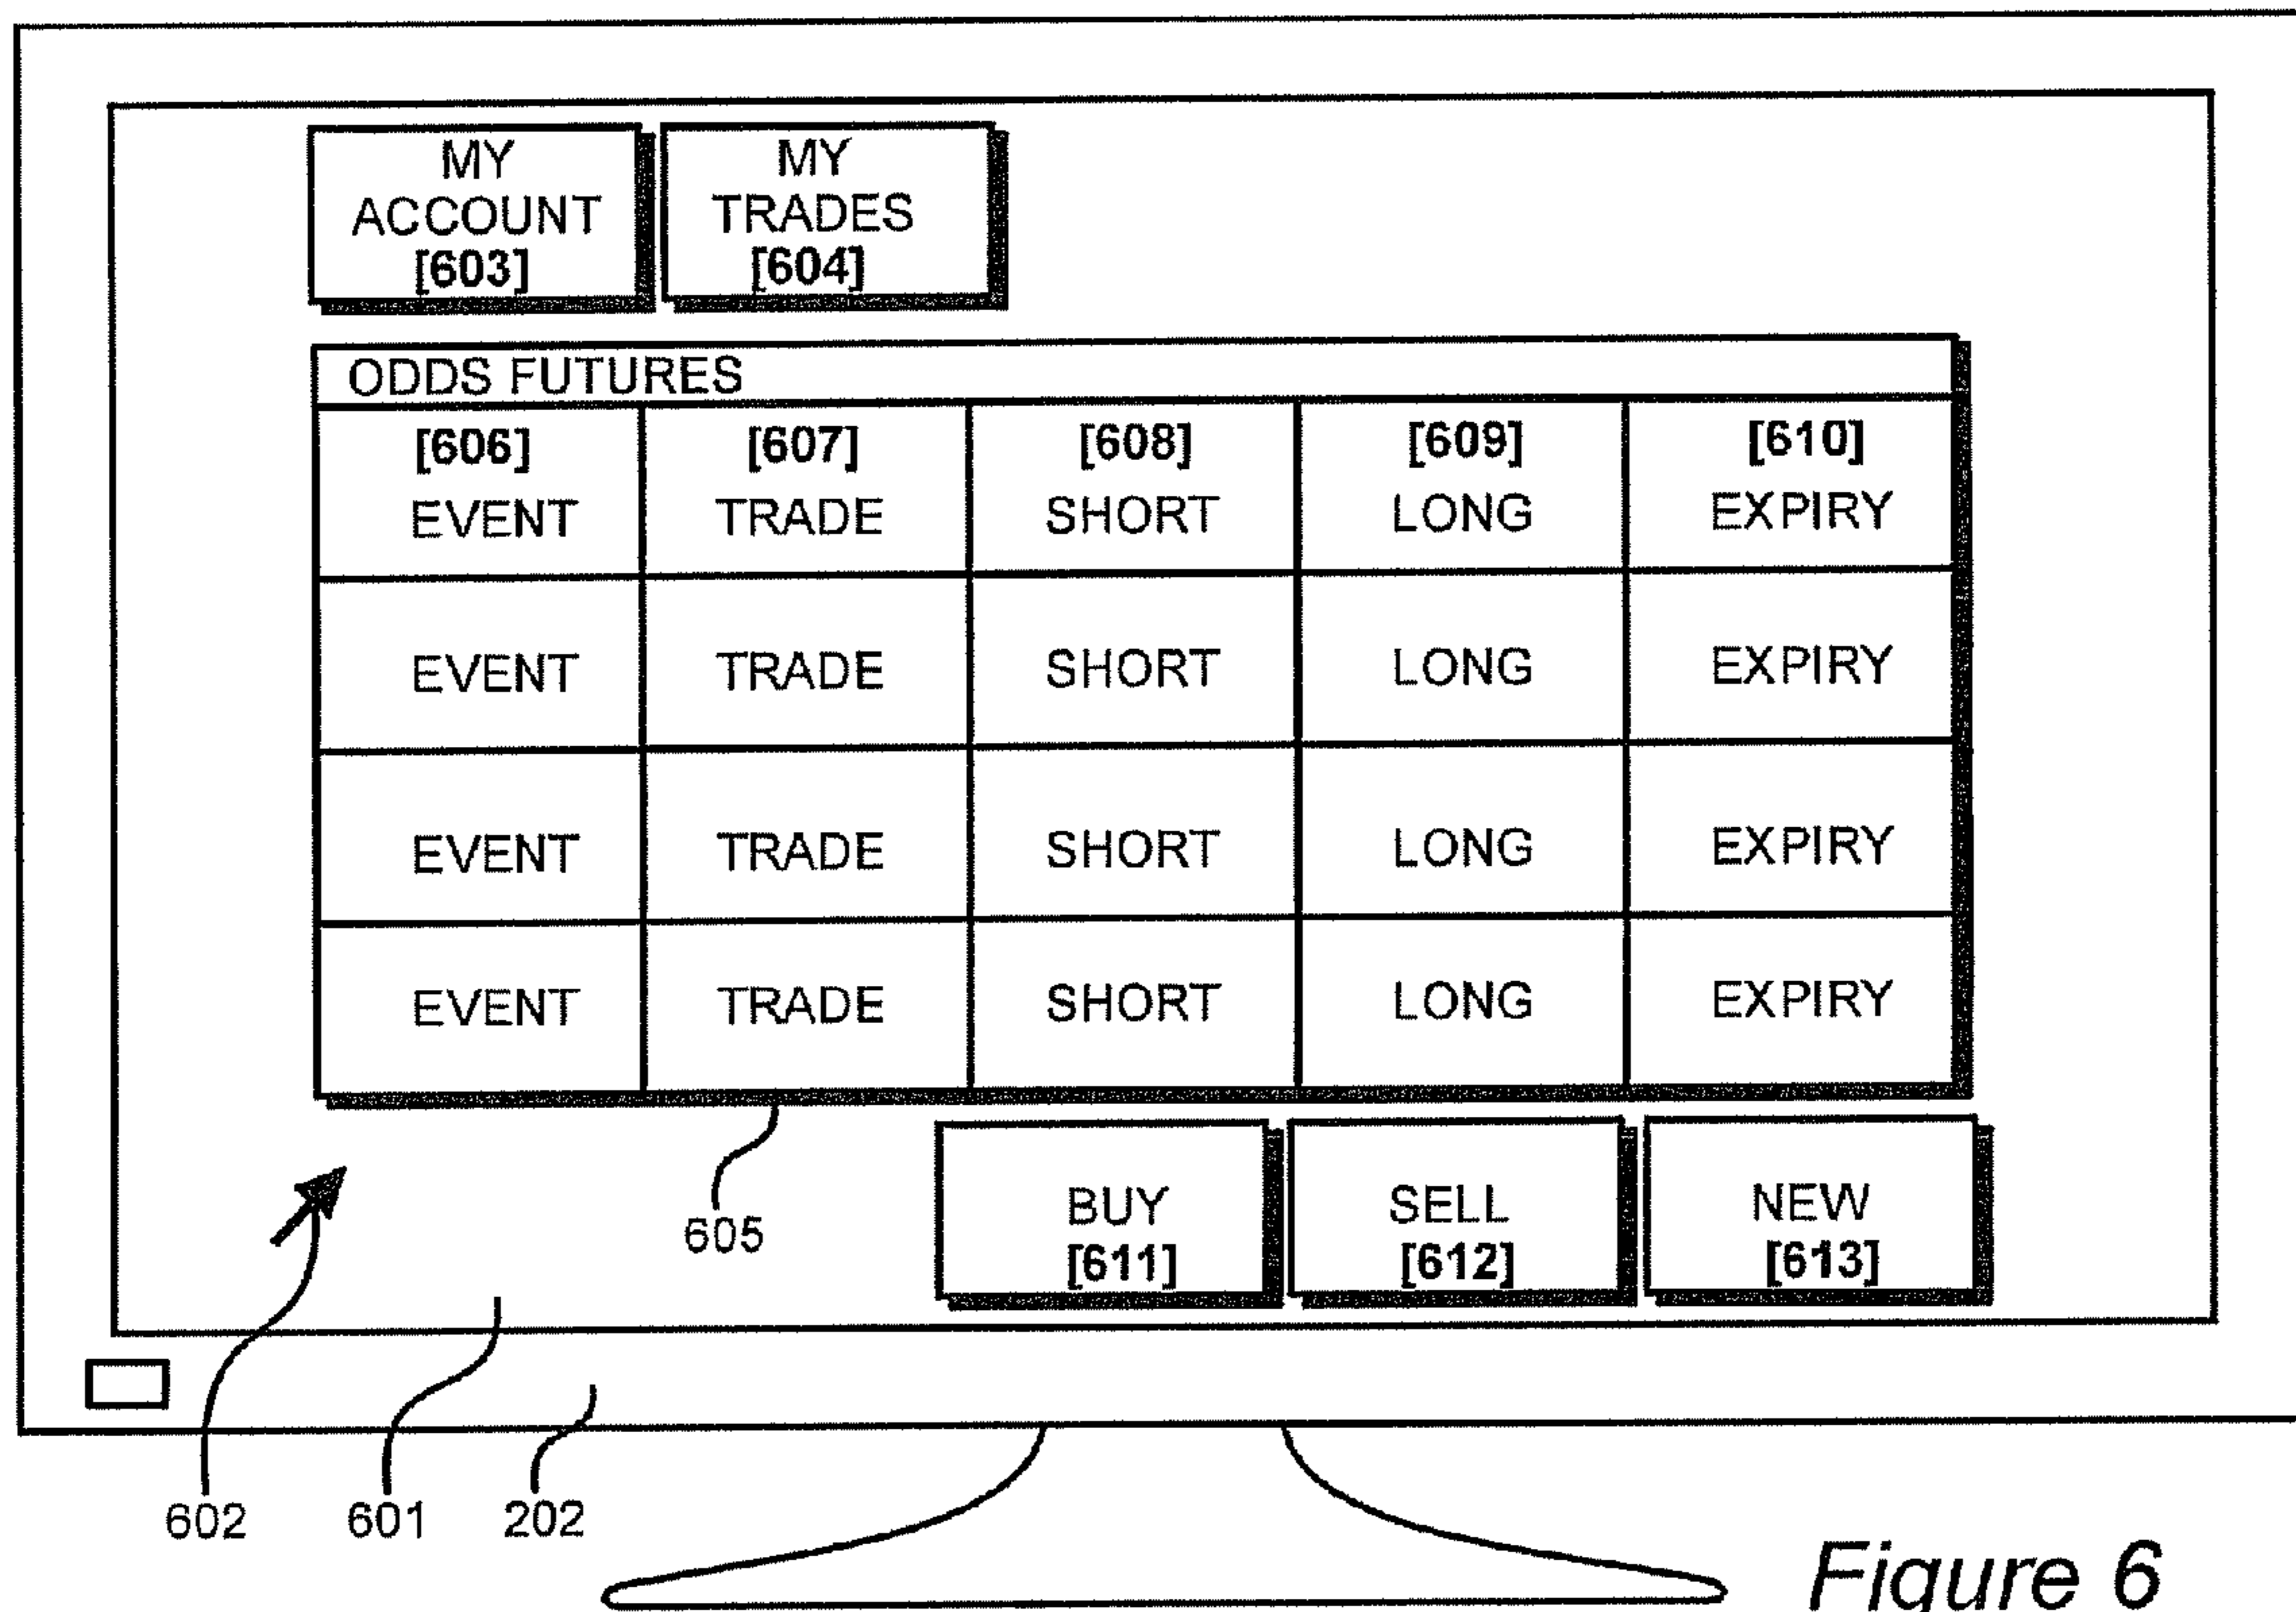 MY
ACCOUNT
[603]
MY
TRADES
[604]
ODDS FUTURES
[606] [607] [608] [609] [610]
EVENT TRADE SHORT LONG EXPIRY
EVENT TRADE SHORT LONG EXPIRY
EVENT TRADE SHORT LONG EXPIRY
EVENT TRADE SHORT LONG EXPIRY
605
BUY
[611]
SELL
[612]
NEW
[613]
602 601 202
Figure 6